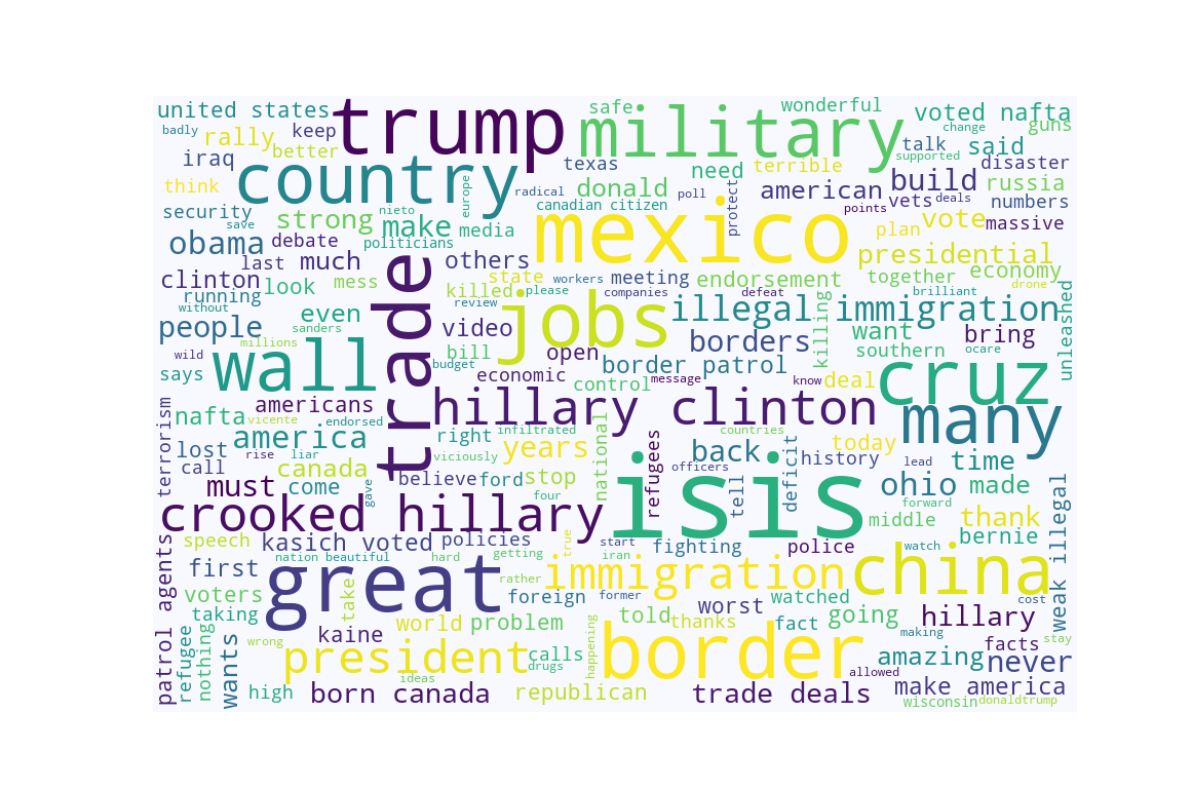 united states
trump
safe
wonderful
voted nafta
badly
rally
keep
military
change
guns
better
talk
said
iraq
country
texas
need
terrible
supported
disaster
think
radical
donald
poll
american
build
russia
europe
protect
vets
deals
numbers
security
nieto
strong
make
canadian citizen
mexico
points
vote
massive
save
media
plan
obama
debate
politicians
presidential
last
much
others
clinton
look
mess
trade
state
workers
meeting
endorsement
together
economy
running
killed
please
companies
defeat
brilliant
drone
without
even
review
jobs
illegal
immigration
unleashed
people
sanders
video
borders
killing
want
bring
millions
bill
open
southern
ocare
wild
wall
budget
border patrol
says
economic
control
message
know
deal
cruz
americans
hillary clinton
many
nafta
vicente
endorsed
infiltrated
countries
terrorism
america
right
years
national
refugees
back
today
lost
rise
liar
viciously
isis
officers
tell
deficit
history
lead
time
call
canada
believe
ford
stop
must
come
gave
four
ohio
made
crooked hillary
forward
middle
thank
speech
kasich voted
policies
true
start
fighting
police
watch
bernie
weak illegal
nation
beautiful
hard
getting
iran
patrol agents
first
great
rather
immigration
china
voters
take
foreign
former
worst
watched
cost
taking
told
thanks
fact
going
hillary
refugee
nothing
wants
kaine
world
problem
happening
making
facts
stay
wrong
president
calls
border
amazing
never
ideas
drugs
allowed
high
born canada
republican
trade deals
make america
wisconsin
donaldtrump